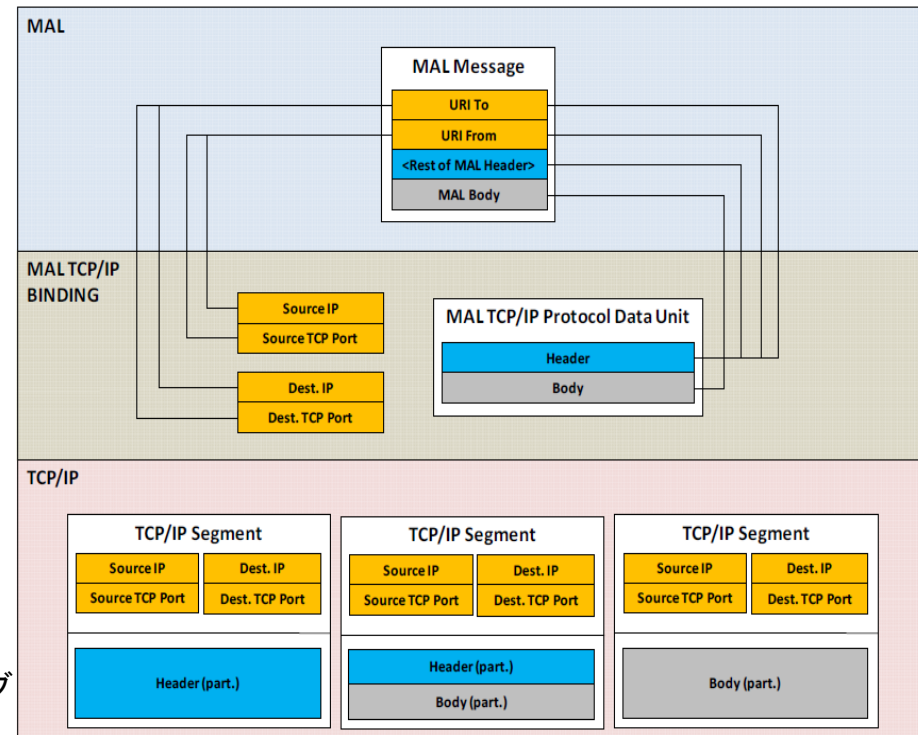 MAL
MAL Message
URI To
URI From
<Rest of MAL Header>
MAL Body
MAL TCP/IP
BINDING
Source IP
Source TCP Port
Dest. IP
Dest. TCP Port
MAL TCP/IP Protocol Data Unit
Header
Body
TCP/IP
TCP/IP Segment
Source IP
Dest. IP
Source TCP Port
Dest. TCP Port
Header (part.)
TCP/IP Segment
Source IP
Dest. IP
Source TCP Port
Dest. TCP Port
Header (part.)
Body (part.)
TCP/IP Segment
Source IP
Dest. IP
Source TCP Port
Dest. TCP Port
Body (part.)
グ